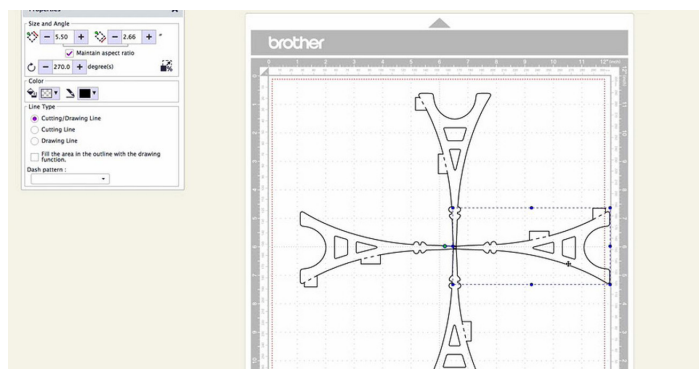 Properties
Size and Angle
5.50
2.66
"
Maintain aspect ratio
270.0 degree(s)
Color
Line Type
Cutting/Drawing Line
Cutting Line
Drawing Line
Fill the area in the outline with the drawing
function.
Dash pattern :
brother
0 1 2 3 4 5 6 7 8 9 10 11 12"